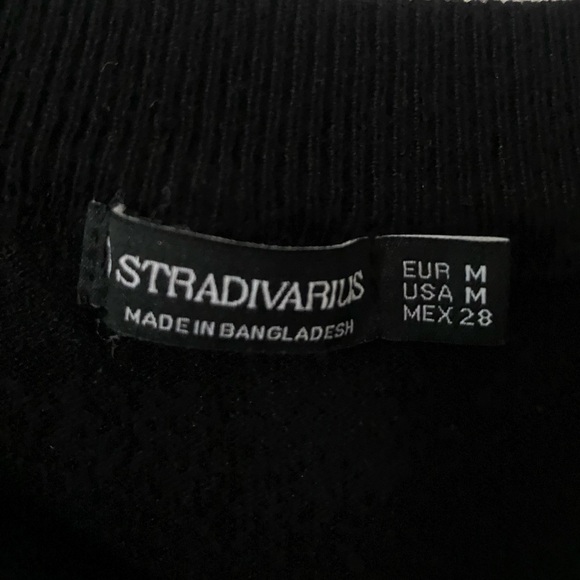 STRADIVARIUS
MADE IN BANGLADESH
EUR M
USA M
MEX 28